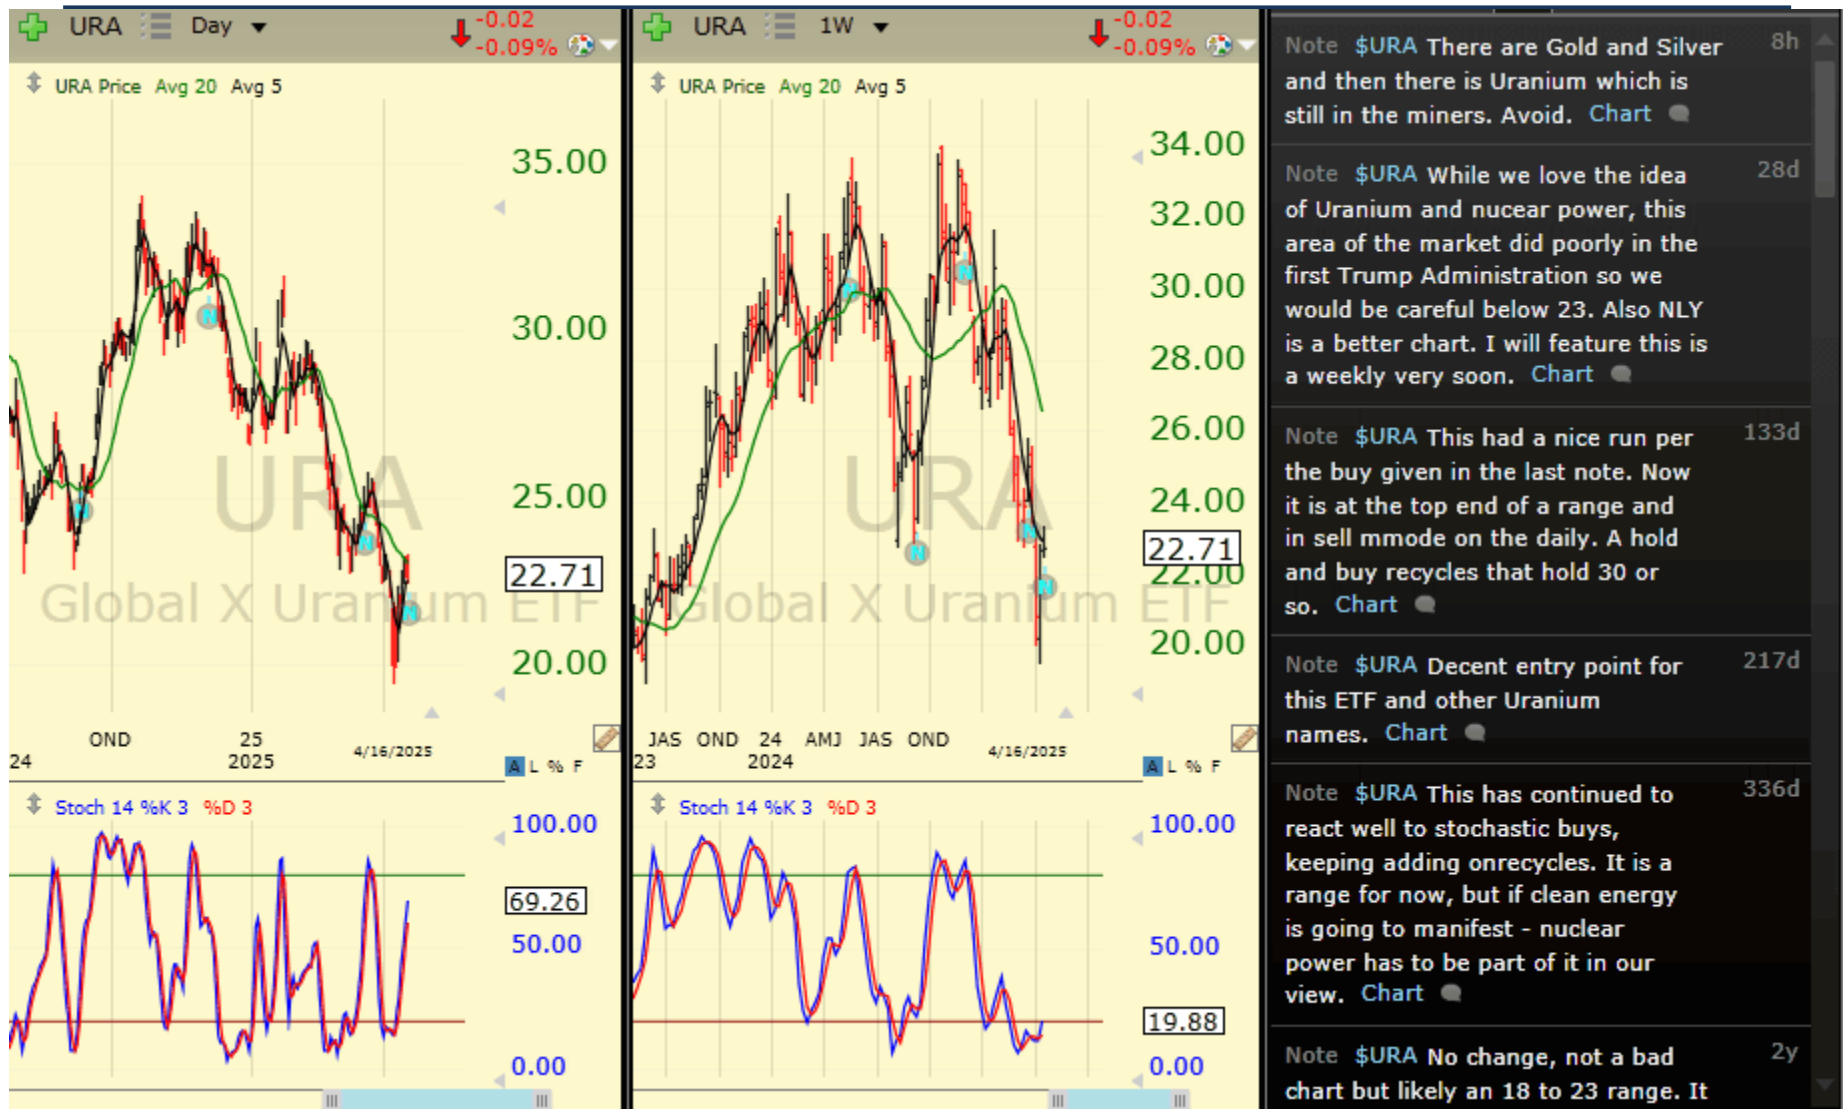 URA Day -0.02
-0.09%
URA Price Avg 20 Avg 5
35.00
30.00
25.00
22.71
20.00
URA
Global X Uranium ETF
N
N
N
N
OND 25 4/16/2025
24 2025
A L % F
Stoch 14 %K 3 %D 3
100.00
69.26
50.00
0.00
URA 1W -0.02
-0.09%
URA Price Avg 20 Avg 5
34.00
32.00
30.00
28.00
26.00
24.00
22.71
22.00
20.00
URA
Global X Uranium ETF
N
N
N
N
N
JAS OND 24 AMJ JAS OND 4/16/2025
23 2024
A L % F
Stoch 14 %K 3 %D 3
100.00
50.00
19.88
0.00
Note $URA There are Gold and Silver 8h
and then there is Uranium which is
still in the miners. Avoid. Chart
Note $URA While we love the idea 28d
of Uranium and nucear power, this
area of the market did poorly in the
first Trump Administration so we
would be careful below 23. Also NLY
is a better chart. I will feature this is
a weekly very soon. Chart
Note $URA This had a nice run per 133d
the buy given in the last note. Now
it is at the top end of a range and
in sell mmode on the daily. A hold
and buy recycles that hold 30 or
so. Chart
Note $URA Decent entry point for 217d
this ETF and other Uranium
names. Chart
Note $URA This has continued to 336d
react well to stochastic buys,
keeping adding onrecycles. It is a
range for now, but if clean energy
is going to manifest - nuclear
power has to be part of it in our
view. Chart
Note $URA No change, not a bad 2y
chart but likely an 18 to 23 range. It